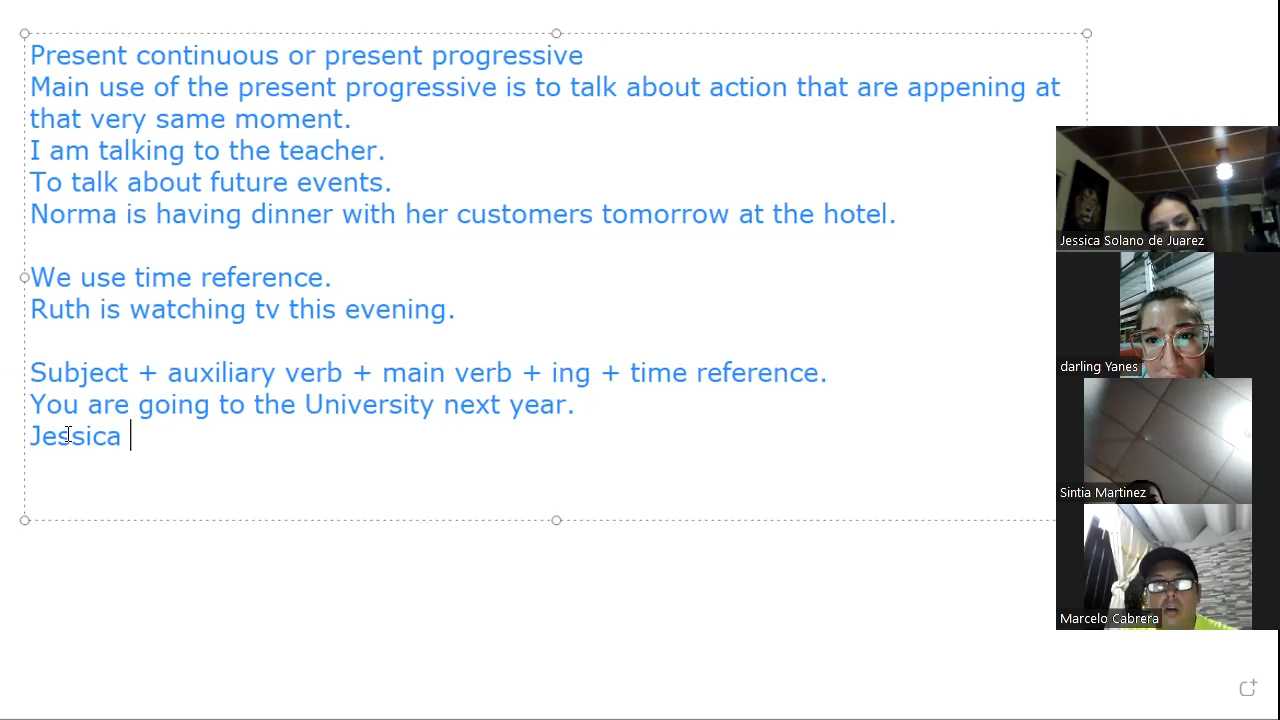 Present continuous or present progressive
Main use of the present progressive is to talk about action that are appening at
that very same moment.
I am talking to the teacher.
To talk about future events.
Norma is having dinner with her customers tomorrow at the hotel.
We use time reference.
Ruth is watching tv this evening.
Subject + auxiliary verb + main verb + ing + time reference.
You are going to the University next year.
Jessica
Jessica Solano de Juarez
darling Yanes
Sintia Martinez
Marcelo Cabrera